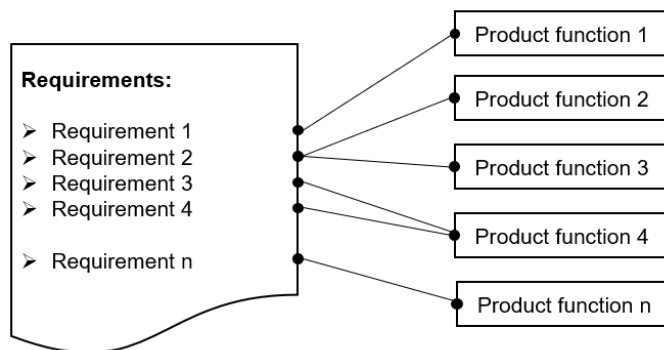 Requirements:
➢ Requirement 1
➢ Requirement 2
➢ Requirement 3
➢ Requirement 4
➢ Requirement n
Product function 1
Product function 2
Product function 3
Product function 4
Product function n